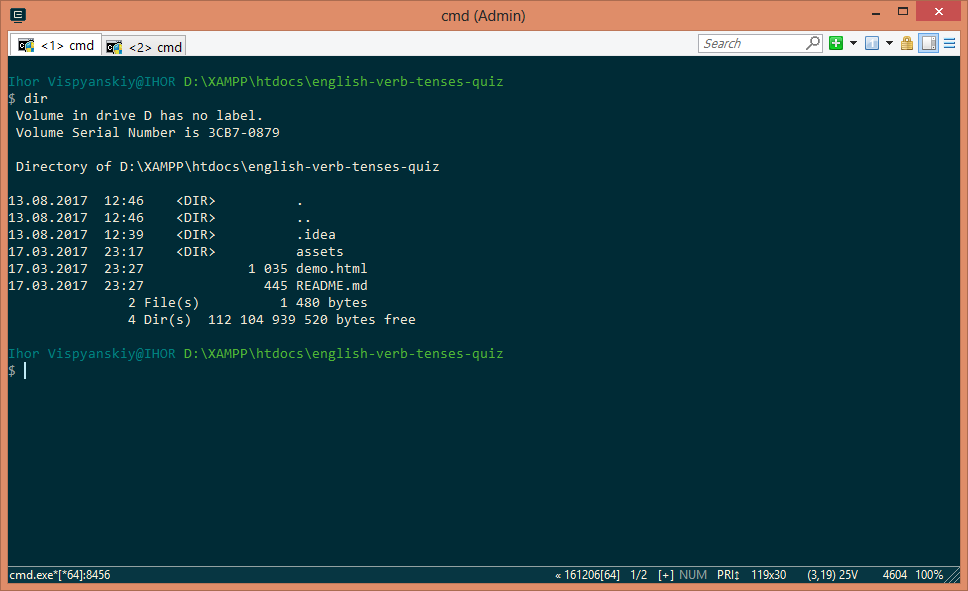 cmd (Admin)
<1> cmd <2> cmd Search
Ihor Vispyanskiy@IHOR D:\XAMPP\htdocs\english-verb-tenses-quiz
$ dir
 Volume in drive D has no label.
 Volume Serial Number is 3CB7-0879
 Directory of D:\XAMPP\htdocs\english-verb-tenses-quiz
13.08.2017  12:46    <DIR>          .
13.08.2017  12:46    <DIR>          ..
13.08.2017  12:39    <DIR>          .idea
17.03.2017  23:17    <DIR>          assets
17.03.2017  23:27             1 035 demo.html
17.03.2017  23:27               445 README.md
               2 File(s)          1 480 bytes
               4 Dir(s)  112 104 939 520 bytes free
Ihor Vispyanskiy@IHOR D:\XAMPP\htdocs\english-verb-tenses-quiz
$
cmd.exe*[*64]:8456 « 161206[64] 1/2 [+] NUM PRI↕ 119x30 (3,19) 25V 4604 100%